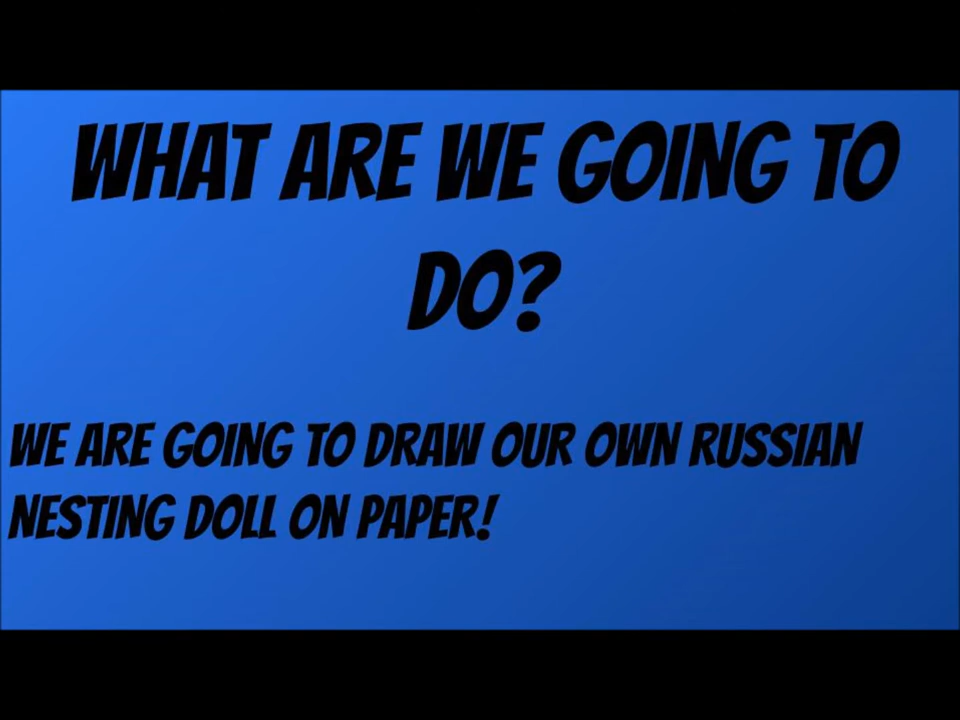 WHAT ARE WE GOING TO
DO?
WE ARE GOING TO DRAW OUR OWN RUSSIAN
NESTING DOLL ON PAPER!